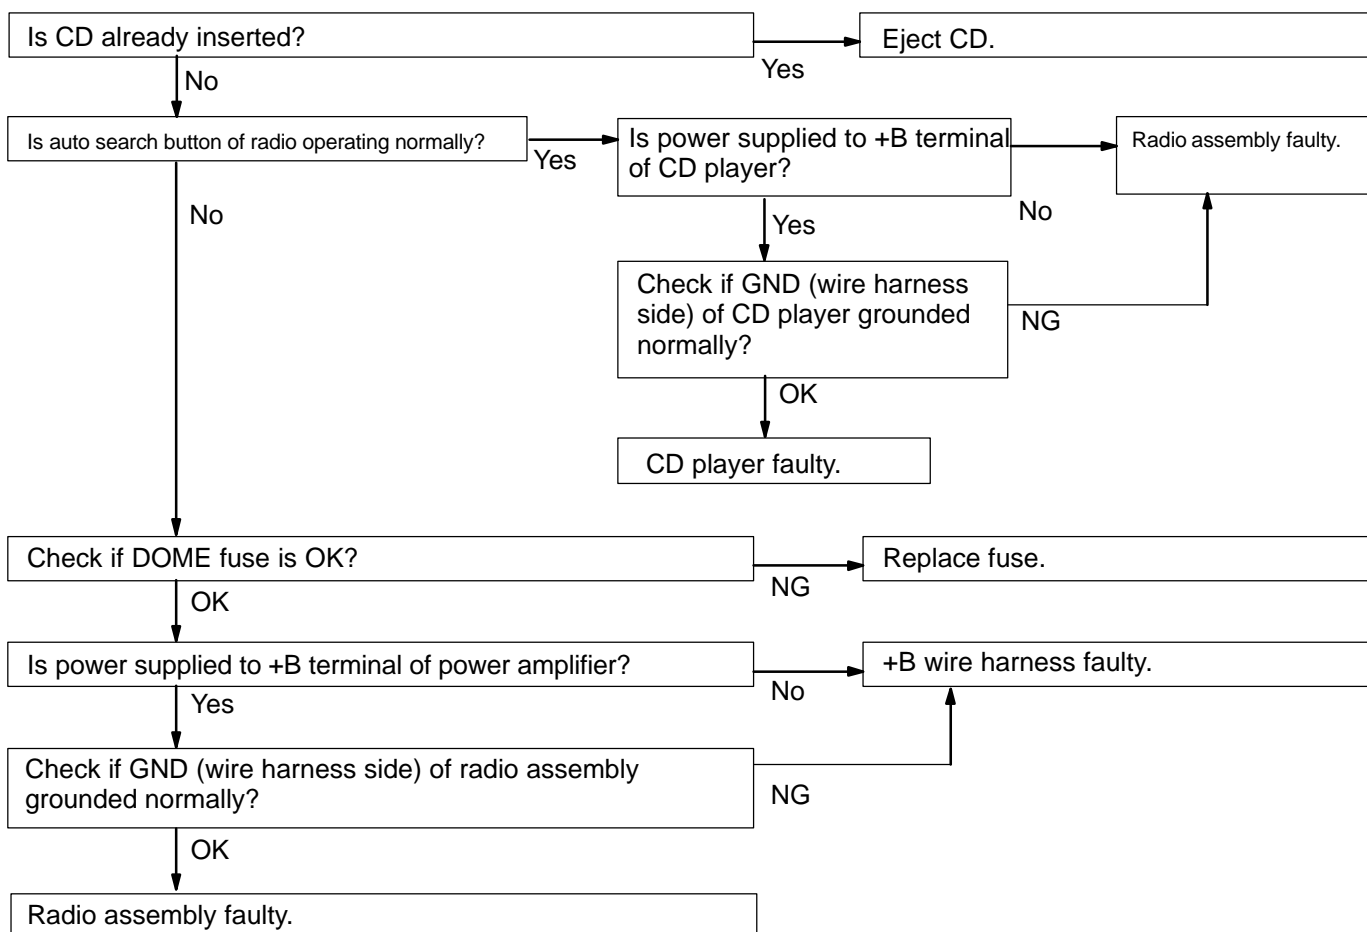 Is CD already inserted?
Eject CD.
Yes
No
Is auto search button of radio operating normally?
Yes
Is power supplied to +B terminal
of CD player?
Radio assembly faulty.
No
No
Yes
Check if GND (wire harness
side) of CD player grounded
normally?
NG
OK
CD player faulty.
Check if DOME fuse is OK?
Replace fuse.
NG
OK
Is power supplied to +B terminal of power amplifier?
+B wire harness faulty.
No
Yes
Check if GND (wire harness side) of radio assembly
grounded normally?
NG
OK
Radio assembly faulty.